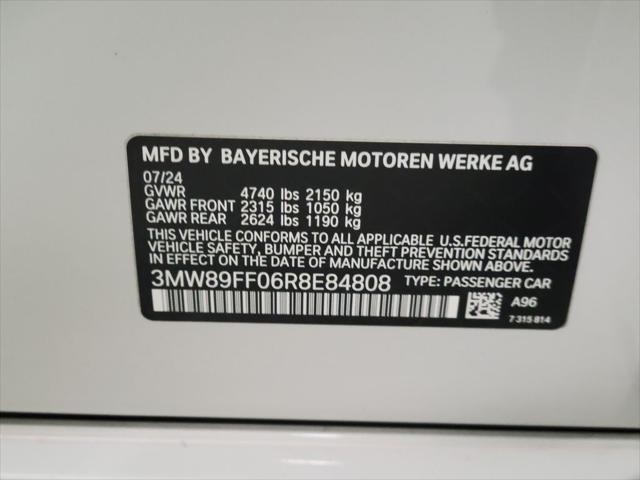 MFD BY BAYERISCHE MOTOREN WERKE AG
07/24
GVWR 4740 lbs 2150 kg
GAWR FRONT 2315 lbs 1050 kg
GAWR REAR 2624 lbs 1190 kg
THIS VEHICLE CONFORMS TO ALL APPLICABLE U.S.FEDERAL MOTOR
VEHICLE SAFETY, BUMPER AND THEFT PREVENTION STANDARDS
IN EFFECT ON THE DATE OF MANUFACTURE SHOWN ABOVE.
3MW89FF06R8E84808 TYPE: PASSENGER CAR
A96
7 315 814